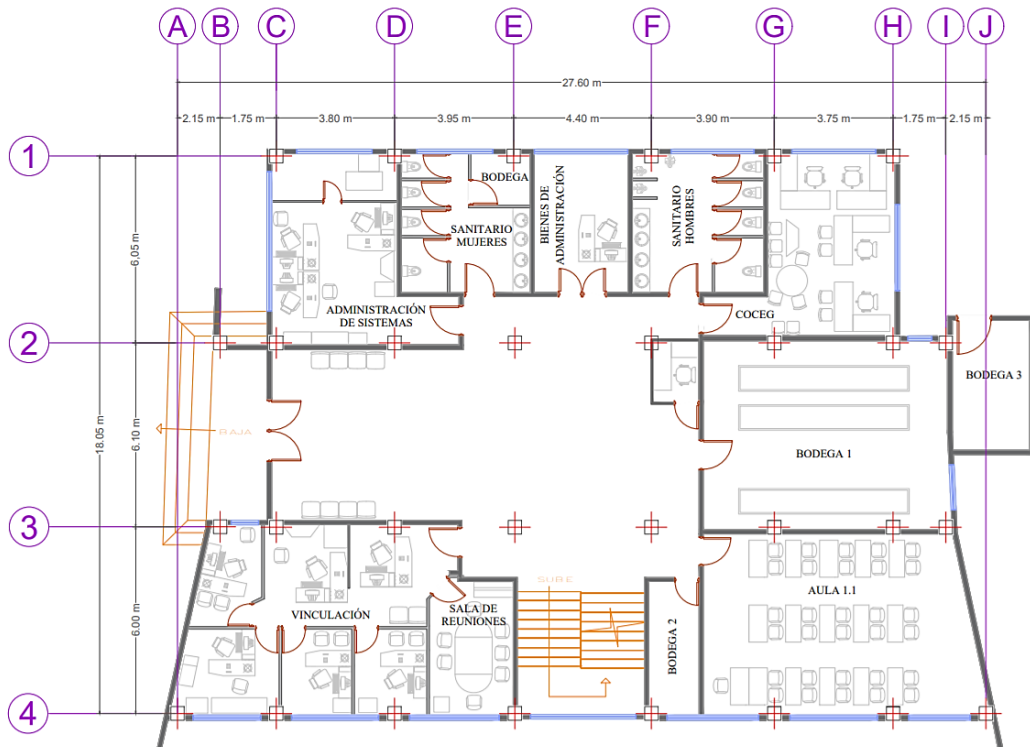 A B C D E F G H I J
27.60 m
2.15 m 1.75 m 3.80 m 3.95 m 4.40 m 3.90 m 3.75 m 1.75 m 2.15 m
1
BODEGA
BIENES DE
ADMINISTRACIÓN
SANITARIO
HOMBRES
SANITARIO
MUJERES
6.05 m
ADMINISTRACIÓN
DE SISTEMAS
COCEG
2
BODEGA 3
18.05 m
6.10 m
BAJA
BODEGA 1
3
SUBE
AULA 1.1
VINCULACIÓN
SALA DE
REUNIONES
6.00 m
BODEGA 2
4